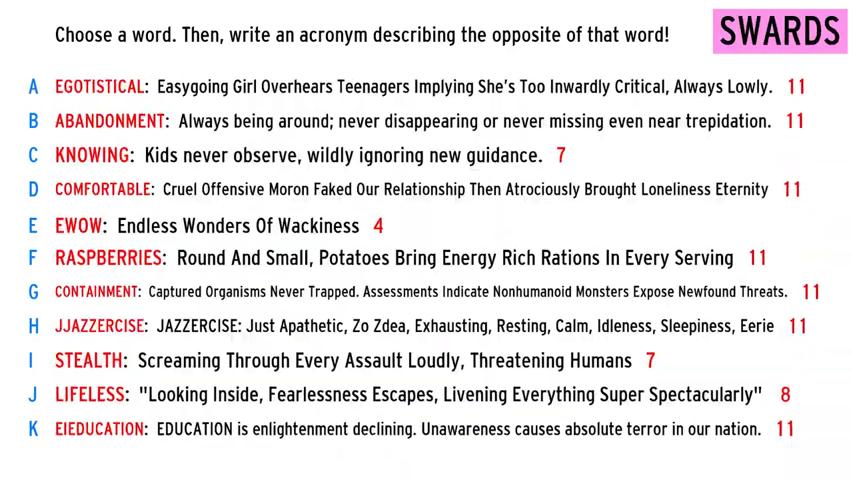 Choose a word. Then, write an acronym describing the opposite of that word! SWARDS
A EGOTISTICAL: Easygoing Girl Overhears Teenagers Implying She's Too Inwardly Critical, Always Lowly. 11
B ABANDONMENT: Always being around; never disappearing or never missing even near trepidation. 11
C KNOWING: Kids never observe, wildly ignoring new guidance. 7
D COMFORTABLE: Cruel Offensive Moron Faked Our Relationship Then Atrociously Brought Loneliness Eternity 11
E EWOW: Endless Wonders Of Wackiness 4
F RASPBERRIES: Round And Small, Potatoes Bring Energy Rich Rations In Every Serving 11
G CONTAINMENT: Captured Organisms Never Trapped. Assessments Indicate Nonhumanoid Monsters Expose Newfound Threats. 11
H JJAZZERCISE: JAZZERCISE: Just Apathetic, Zo Zdea, Exhausting, Resting, Calm, Idleness, Sleepiness, Eerie 11
I STEALTH: Screaming Through Every Assault Loudly, Threatening Humans 7
J LIFELESS: "Looking Inside, Fearlessness Escapes, Livening Everything Super Spectacularly" 8
K EIEDUCATION: EDUCATION is enlightenment declining. Unawareness causes absolute terror in our nation. 11